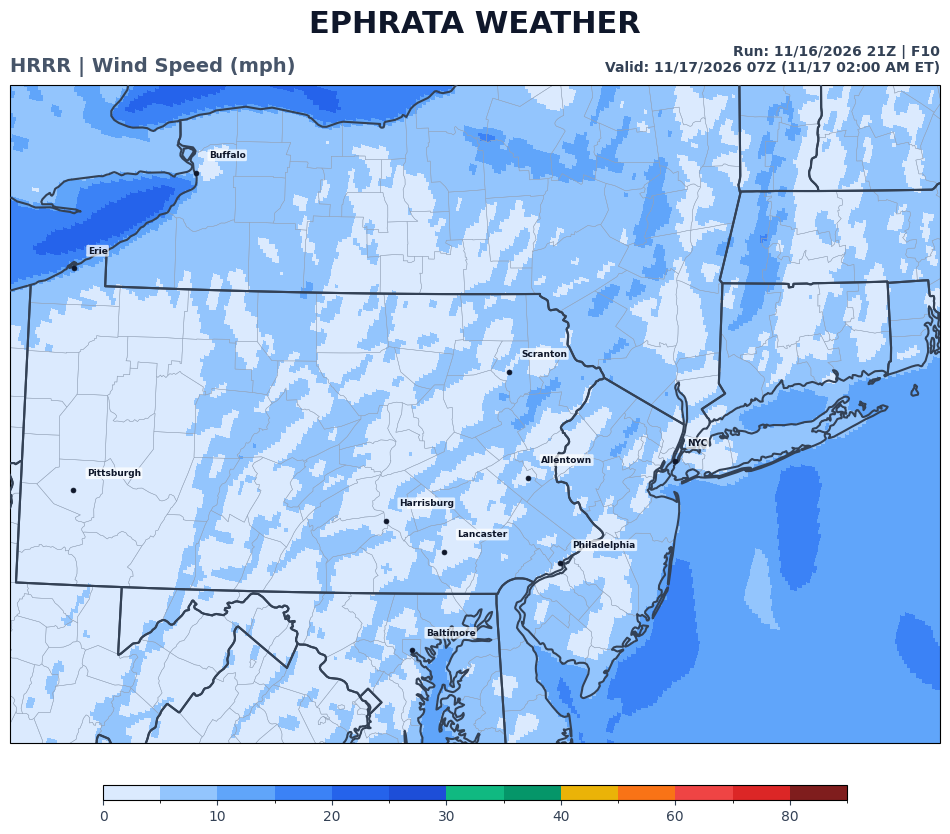 EPHRATA WEATHER
HRRR | Wind Speed (mph)
Run: 11/16/2026 21Z | F10
Valid: 11/17/2026 07Z (11/17 02:00 AM ET)
Buffalo
Erie
Scranton
NYC
Allentown
Pittsburgh
Harrisburg
Lancaster
Philadelphia
Baltimore
0 10 20 30 40 60 80